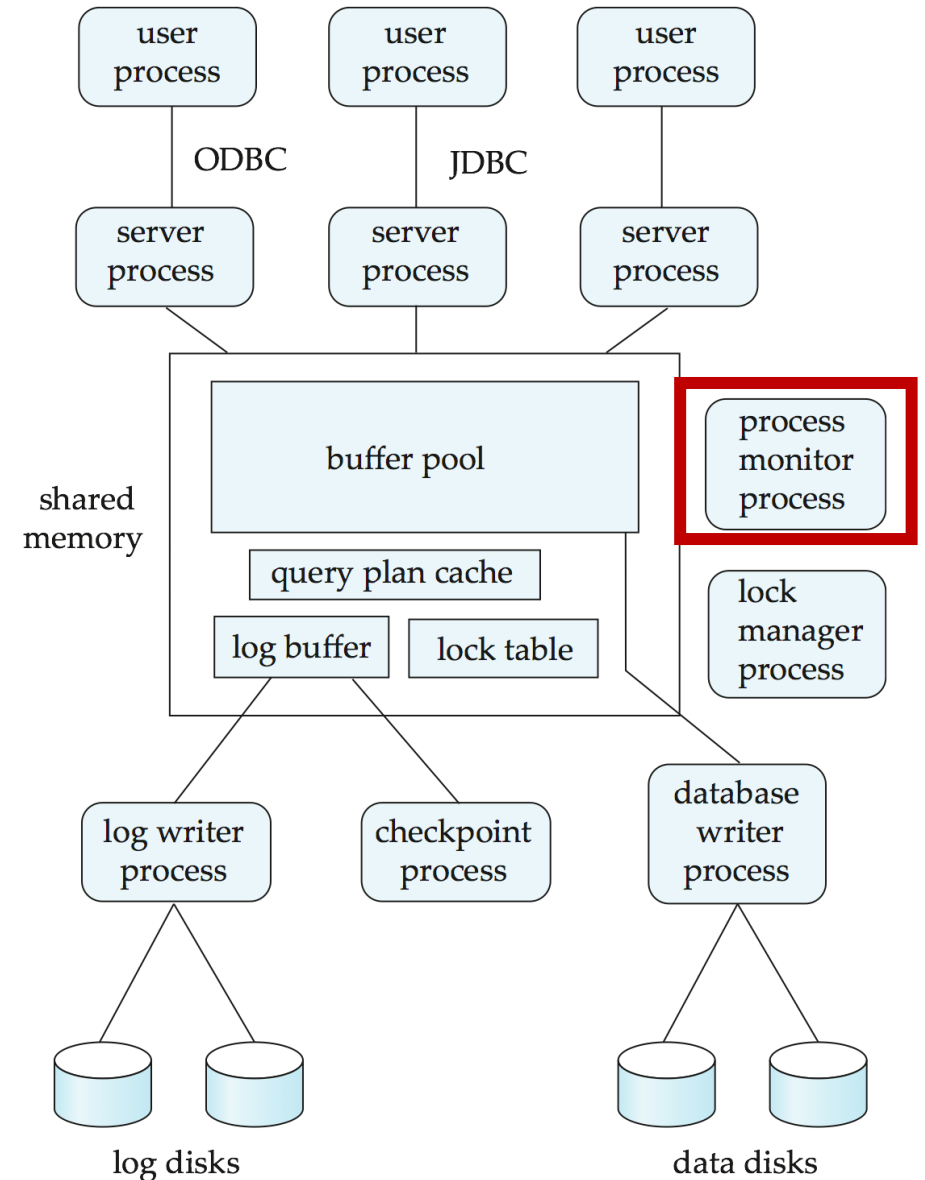 user
process
user
process
user
process
ODBC
JDBC
server
process
server
process
server
process
buffer pool
process
monitor
process
shared
memory
query plan cache
lock
manager
process
log buffer
lock table
log writer
process
checkpoint
process
database
writer
process
log disks
data disks